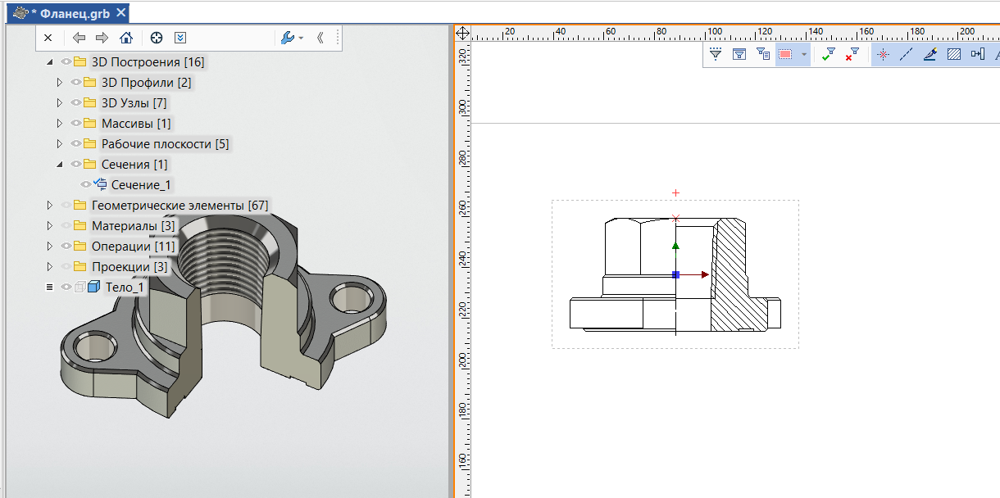 * Фланец.grb
3D Построения [16]
3D Профили [2]
3D Узлы [7]
Массивы [1]
Рабочие плоскости [5]
Сечения [1]
Сечение_1
Геометрические элементы [67]
Материалы [3]
Операции [11]
Проекции [3]
Тело_1
20 40 60 80 100 120 140 160 180 200
320
300
280
260
240
220
200
180
160